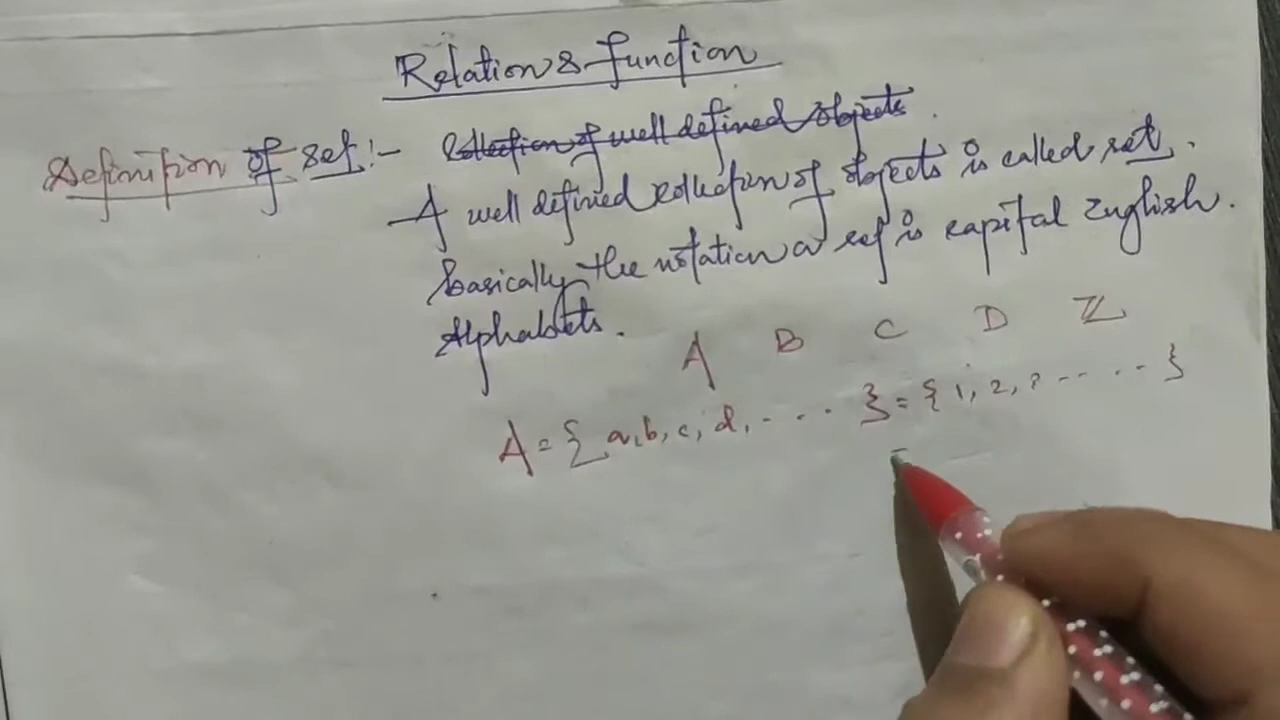 Relation & function
Definition of set:- Collection of well defined objects.
A well defined collection of objects is called set.
basically the notation a set is capital English
Alphabets.
A B C D Z
A = { a, b, c, d, - - - - } = { 1, 2, 3 - - - - - }